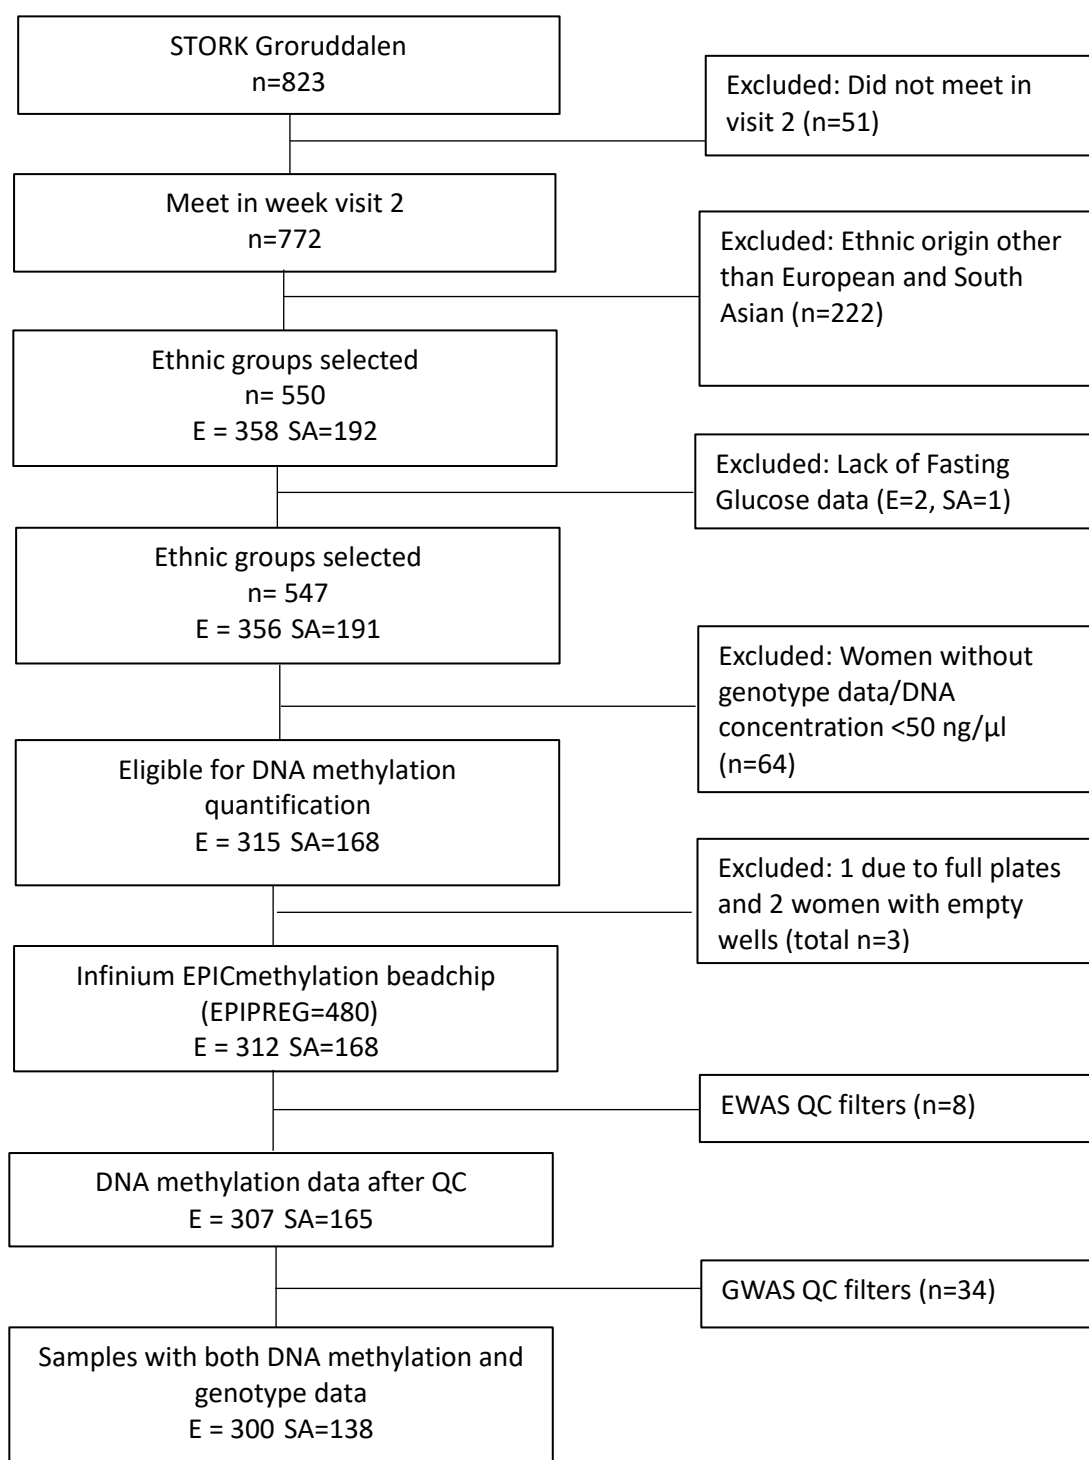 STORK Groruddalen
n=823
Excluded: Did not meet in
visit 2 (n=51)
Meet in week visit 2
n=772
Excluded: Ethnic origin other
than European and South
Asian (n=222)
Ethnic groups selected
n= 550
E = 358 SA=192
Excluded: Lack of Fasting
Glucose data (E=2, SA=1)
Ethnic groups selected
n= 547
E = 356 SA=191
Excluded: Women without
genotype data/DNA
concentration <50 ng/µl
(n=64)
Eligible for DNA methylation
quantification
E = 315 SA=168
Excluded: 1 due to full plates
and 2 women with empty
wells (total n=3)
Infinium EPICmethylation beadchip
(EPIPREG=480)
E = 312 SA=168
EWAS QC filters (n=8)
DNA methylation data after QC
E = 307 SA=165
GWAS QC filters (n=34)
Samples with both DNA methylation and
genotype data
E = 300 SA=138